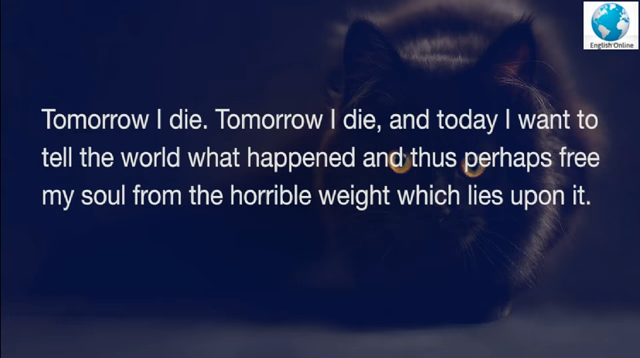 English Online
Tomorrow I die. Tomorrow I die, and today I want to
tell the world what happened and thus perhaps free
my soul from the horrible weight which lies upon it.